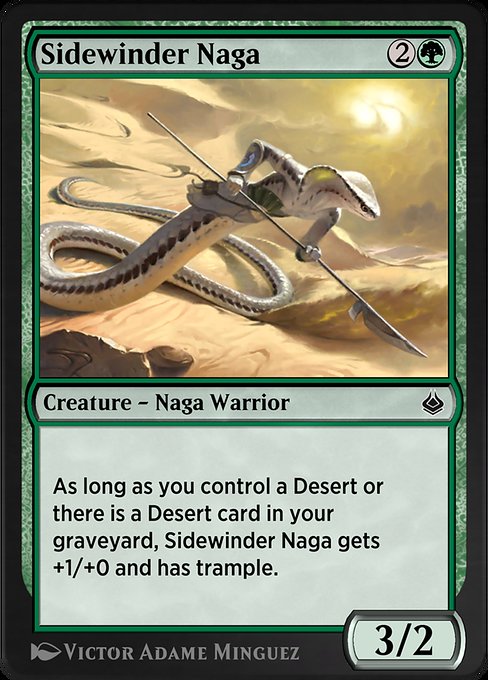 Sidewinder Naga 2
Creature – Naga Warrior
As long as you control a Desert or
there is a Desert card in your
graveyard, Sidewinder Naga gets
+1/+0 and has trample.
3/2
Victor Adame Minguez